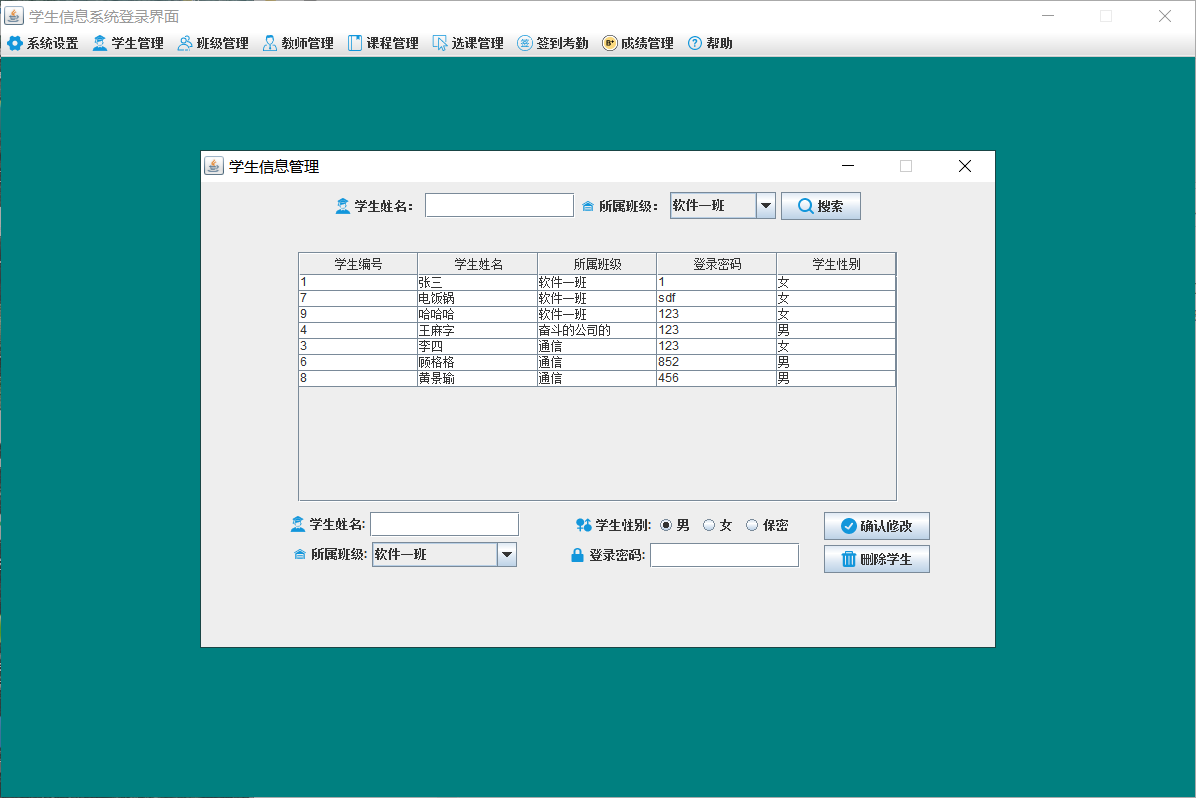 学生信息系统登录界面
系统设置 学生管理 班级管理 教师管理 课程管理 选课管理 签 签到考勤 B+ 成绩管理 ? 帮助
学生信息管理
学生姓名: 所属班级: 软件一班 搜索
学生编号 学生姓名 所属班级 登录密码 学生性别
1 张三 软件一班 1 女
7 电饭锅 软件一班 sdf 女
9 哈哈哈 软件一班 123 女
4 王麻字 奋斗的公司的 123 男
3 李四 通信 123 女
6 顾格格 通信 852 男
8 黄景瑜 通信 456 男
学生姓名: 学生性别: 男 女 保密 确认修改
所属班级: 软件一班 登录密码: 删除学生